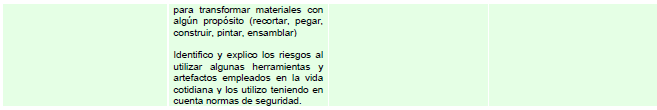 para transformar materiales con
algún propósito (recortar, pegar,
construir, pintar, ensamblar)
Identifico y explico los riesgos al
utilizar algunas herramientas y
artefactos empleados en la vida
cotidiana y los utilizo teniendo en
cuenta normas de seguridad.